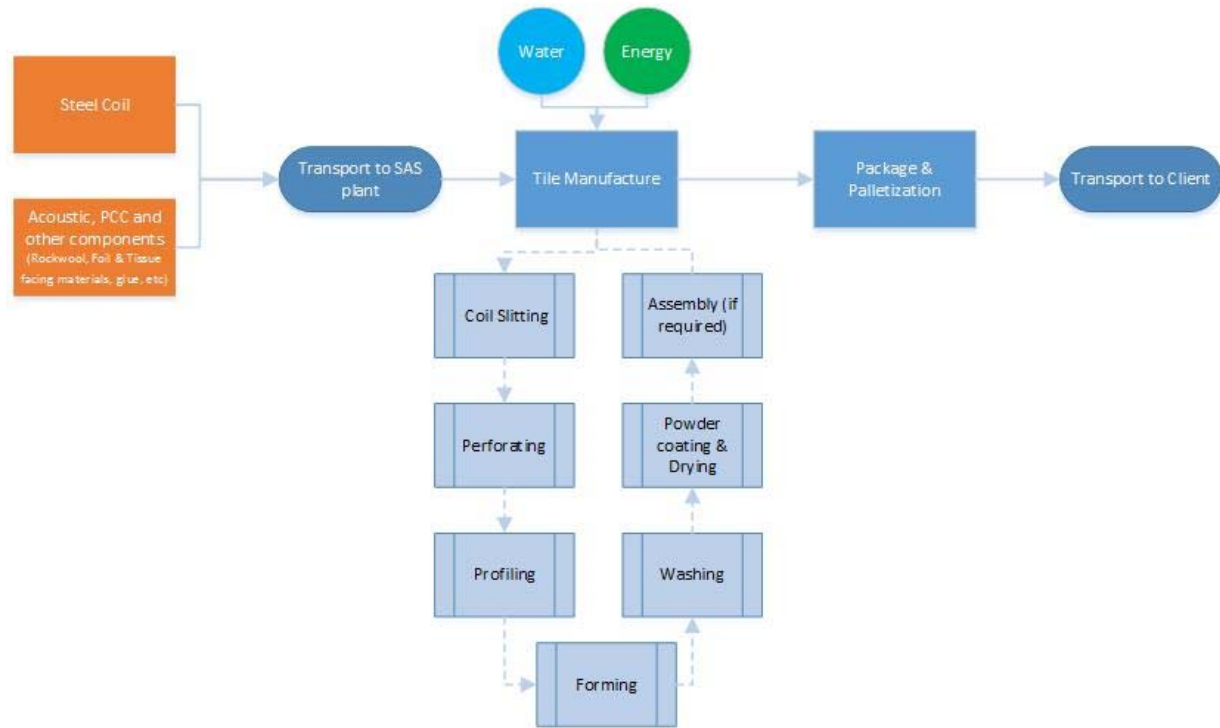 Water
Energy
Steel Coil
Transport to SAS
plant
Tile Manufacture
Package &
Palletization
Transport to Client
Acoustic, PCC and
other components
(Rockwool, Foil & Tissue
facing materials, glue, etc)
Coil Slitting
Assembly (if
required)
Perforating
Powder
coating &
Drying
Profiling
Washing
Forming